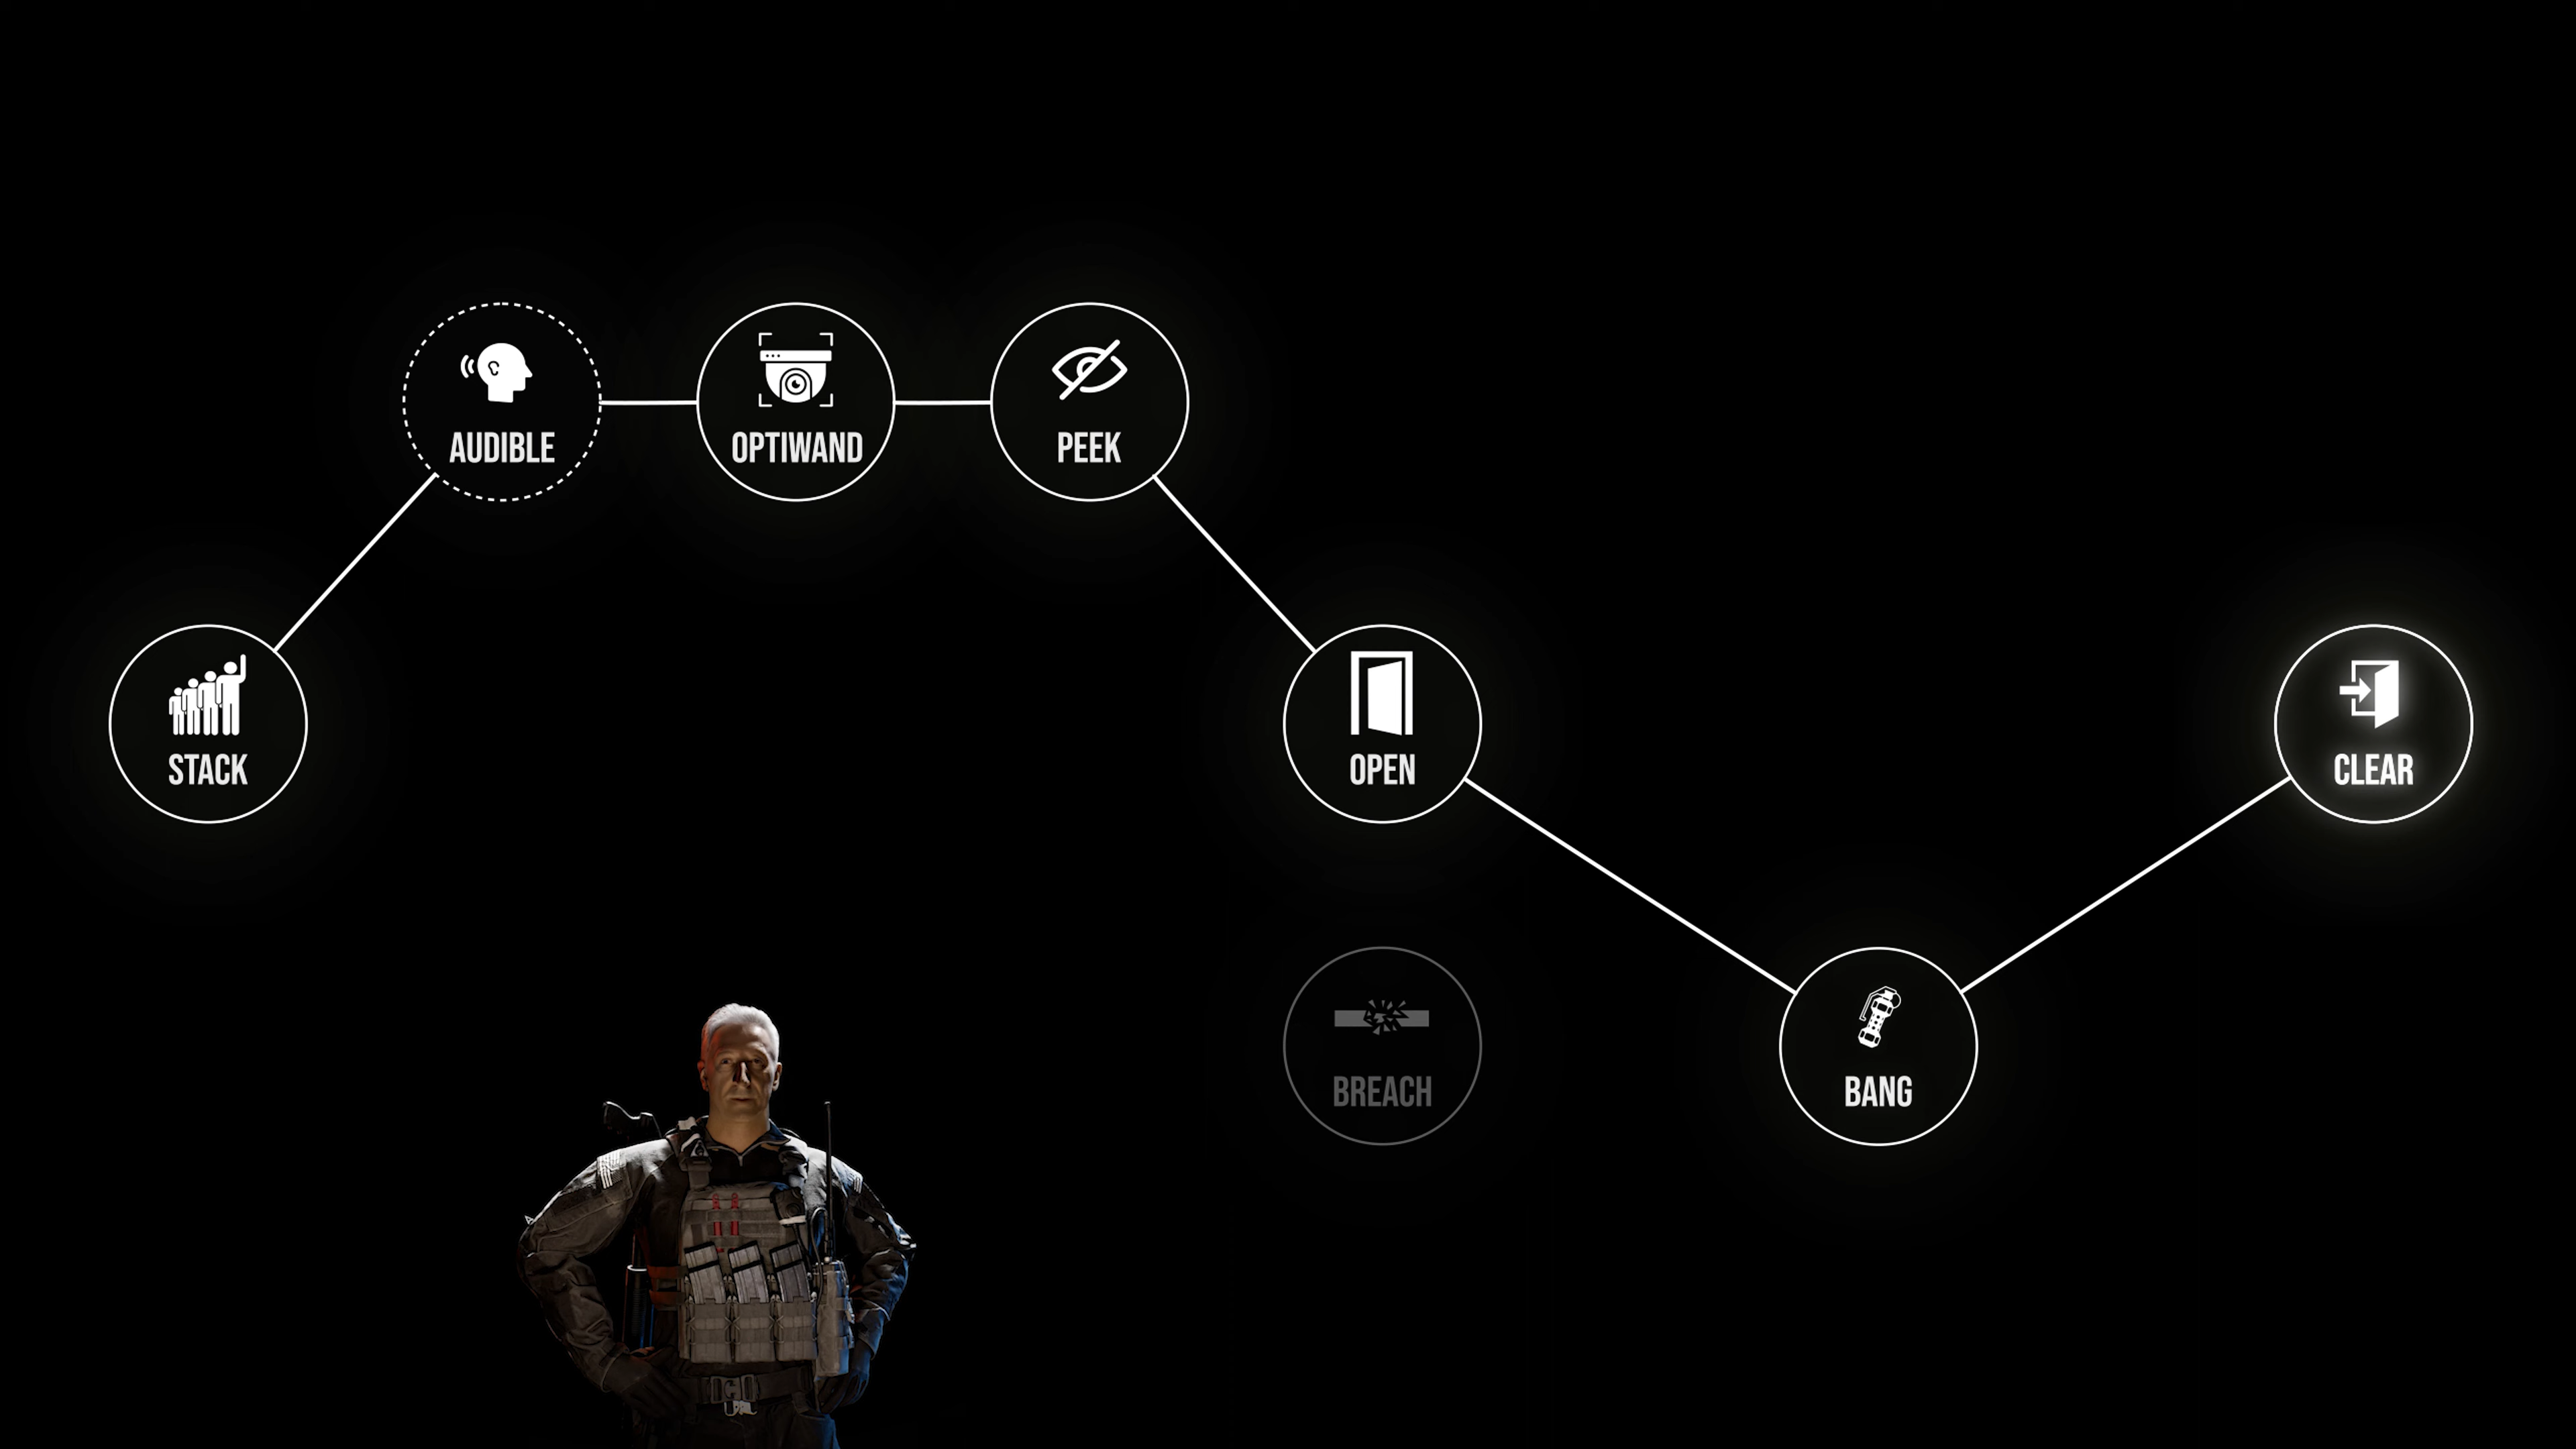 AUDIBLE
OPTIWAND
PEEK
STACK
OPEN
CLEAR
BREACH
BANG